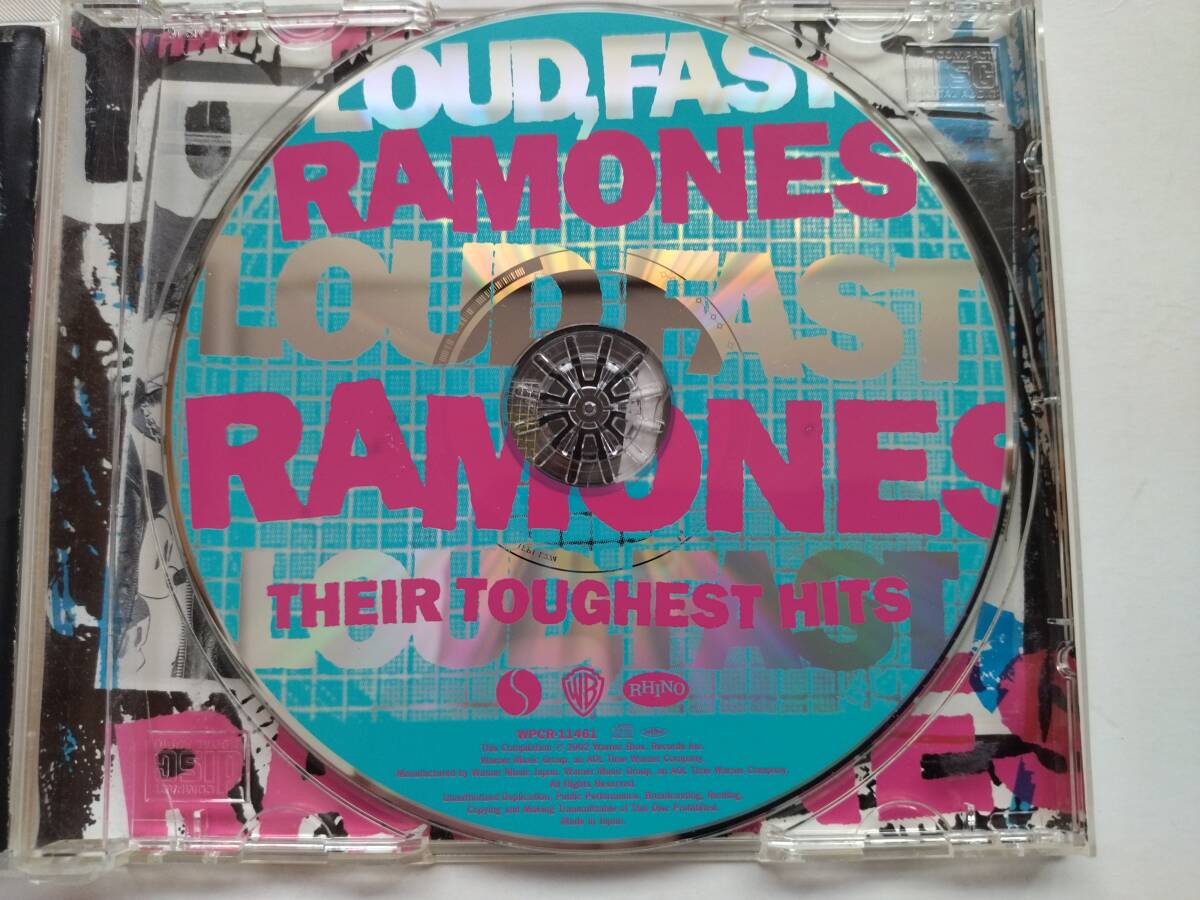 LOUD, FAST
RAMONES
LOUD FAST
RAMONES
LOUD, FAST
THEIR TOUGHEST HITS
WB
RHINO
WPCR-11461
This Compilation ℗ 2002 Warner Bros. Records Inc.
Warner Music Group, an AOL Time Warner Company.
Manufactured by Warner Music Japan, Warner Music Group, an AOL Time Warner Company.
All Rights Reserved.
Unauthorized Duplication, Public Performance, Broadcasting, Renting,
Copying and Making Transmittable of This Disc Prohibited.
Made in Japan.